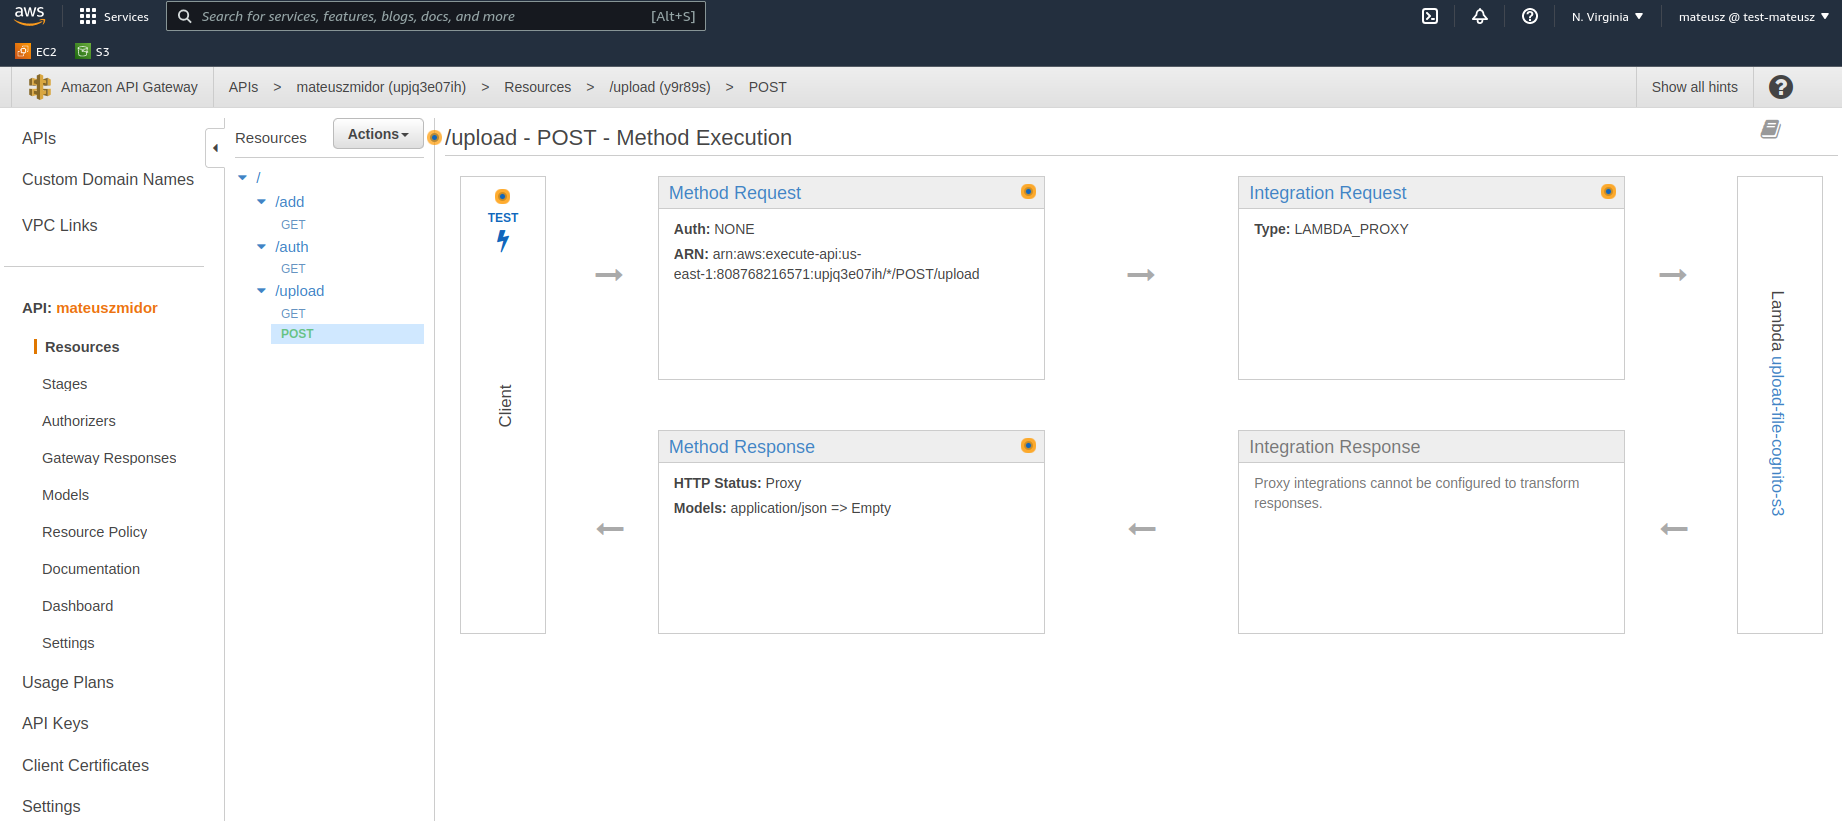 aws
Services
Search for services, features, blogs, docs, and more
[Alt+S]
N. Virginia
mateusz @ test-mateusz
EC2
S3
Amazon API Gateway
APIs > mateuszmidor (upjq3e07ih) > Resources > /upload (y9r89s) > POST
Show all hints
?
APIs
Custom Domain Names
VPC Links
API: mateuszmidor
Resources
Stages
Authorizers
Gateway Responses
Models
Resource Policy
Documentation
Dashboard
Settings
Usage Plans
API Keys
Client Certificates
Settings
Resources
Actions
/
/add
GET
/auth
GET
/upload
GET
POST
/upload - POST - Method Execution
TEST
Client
Method Request
Auth: NONE
ARN: arn:aws:execute-api:us-
east-1:808768216571:upjq3e07ih/*/POST/upload
Integration Request
Type: LAMBDA_PROXY
Lambda upload-file-cognito-s3
Method Response
HTTP Status: Proxy
Models: application/json => Empty
Integration Response
Proxy integrations cannot be configured to transform
responses.